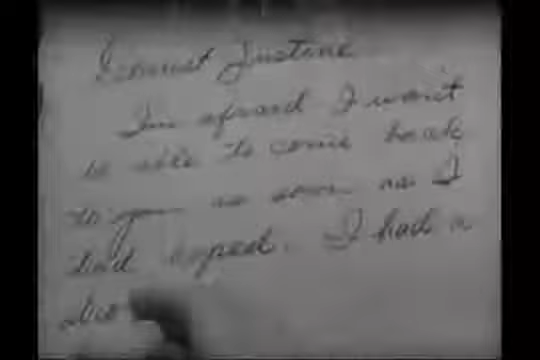 Dearest Justine
I'm afraid I won't
be able to come back
to you as soon as I
had hoped. I had a